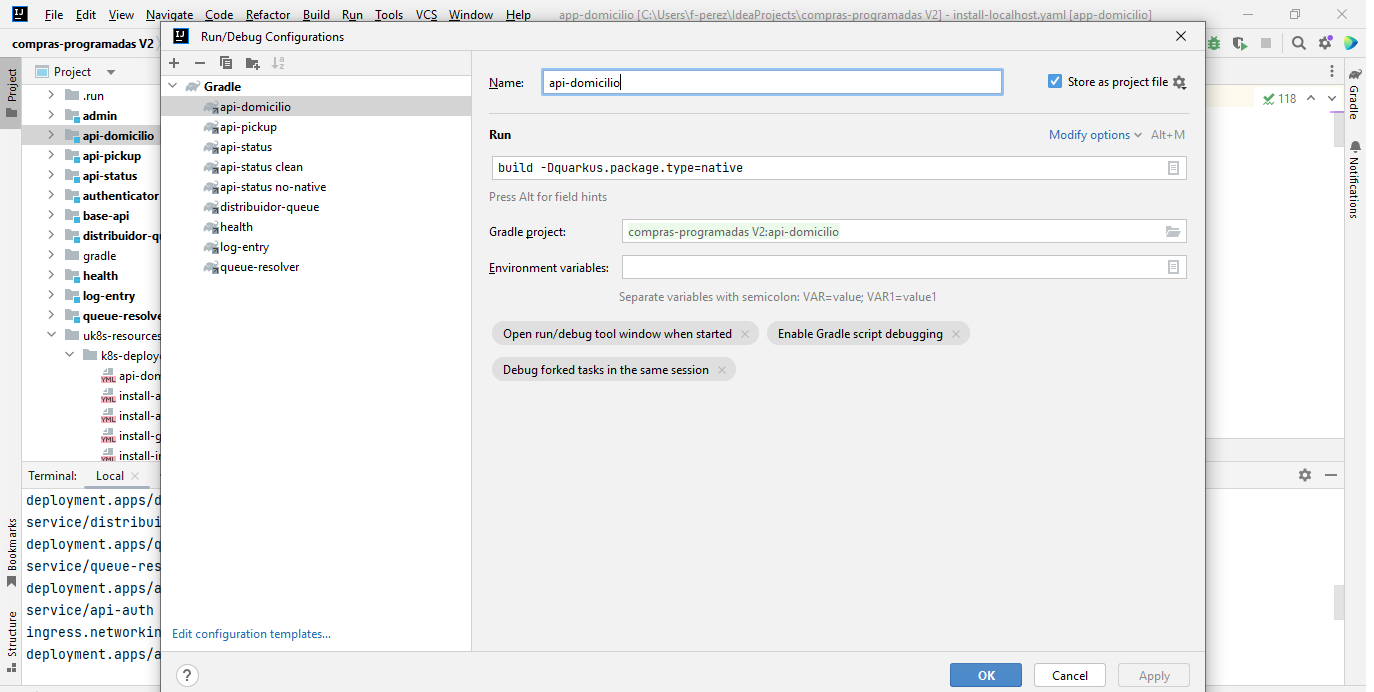 File Edit View Navigate Code Refactor Build Run Tools VCS Window Help
app-domicilio [C:\Users\f-perez\IdeaProjects\compras-programadas V2] - install-localhost.yaml [app-domicilio]
compras-programadas V2
Project
Project
.run
admin
api-domicilio
api-pickup
api-status
authenticator
base-api
distribuidor-qu
gradle
health
log-entry
queue-resolve
uk8s-resources
k8s-deploy
api-dom
install-a
install-a
install-g
install-in
Run/Debug Configurations
Gradle
api-domicilio
api-pickup
api-status
api-status clean
api-status no-native
distribuidor-queue
health
log-entry
queue-resolver
Edit configuration templates...
Name: api-domicilio
Store as project file
Run
Modify options Alt+M
build -Dquarkus.package.type=native
Press Alt for field hints
Gradle project: compras-programadas V2:api-domicilio
Environment variables:
Separate variables with semicolon: VAR=value; VAR1=value1
Open run/debug tool window when started
Enable Gradle script debugging
Debug forked tasks in the same session
?
OK
Cancel
Apply
118
Gradle
Notifications
Terminal: Local
deployment.apps/d
service/distribui
deployment.apps/q
service/queue-res
deployment.apps/a
service/api-auth
ingress.networkin
deployment.apps/a
Bookmarks
Structure